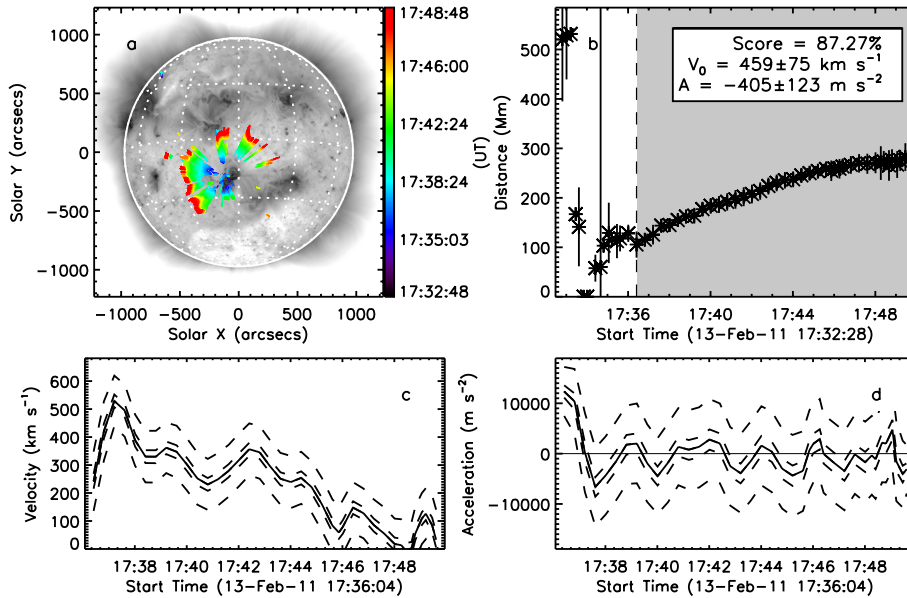 a
1000
500
0
-500
-1000
Solar Y (arcsecs)
-1000 -500 0 500 1000
Solar X (arcsecs)
17:48:48
17:46:00
17:42:24
17:38:24
17:35:03
17:32:48
(UT)
b
Score = 87.27%
V0 = 459±75 km s-1
A = -405±123 m s-2
500
400
300
200
100
0
Distance (Mm)
17:36 17:40 17:44 17:48
Start Time (13-Feb-11 17:32:28)
c
600
500
400
300
200
100
0
Velocity (km s-1)
17:38 17:40 17:42 17:44 17:46 17:48
Start Time (13-Feb-11 17:36:04)
d
10000
0
-10000
Acceleration (m s-2)
17:38 17:40 17:42 17:44 17:46 17:48
Start Time (13-Feb-11 17:36:04)